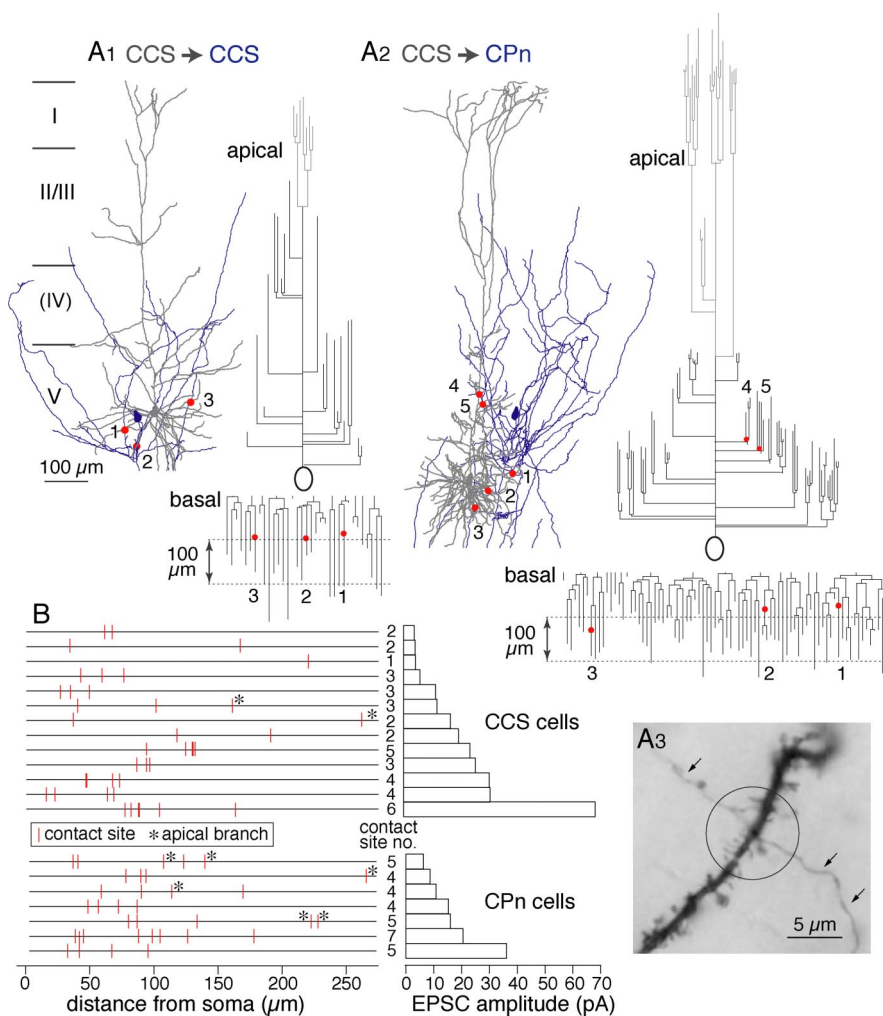 A1 CCS → CCS
A2 CCS → CPn
I
apical
II/III
(IV)
V
1
2
3
100 µm
basal
100 µm
3 2 1
apical
4 5
4
5
1
2
3
basal
100 µm
3 2 1
B
2
2
1
3
3
3
*
2
*
2
5
3
4
4
6
CCS cells
contact site * apical branch
contact site no.
5
* *
4
*
4
*
4
5
* *
7
5
CPn cells
0 50 100 150 200 250
distance from soma (µm)
0 10 20 30 40 50 60 70
EPSC amplitude (pA)
A3
5 µm